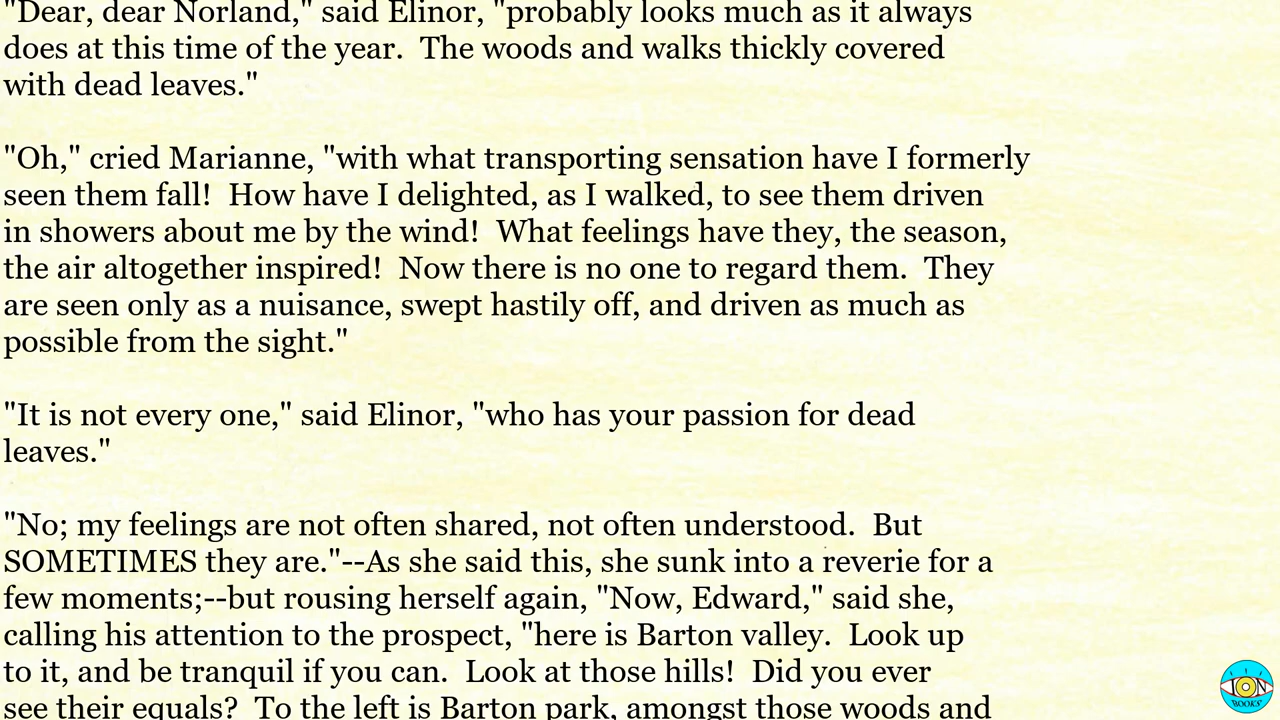 "Dear, dear Norland," said Elinor, "probably looks much as it always
does at this time of the year.  The woods and walks thickly covered
with dead leaves."
"Oh," cried Marianne, "with what transporting sensation have I formerly
seen them fall!  How have I delighted, as I walked, to see them driven
in showers about me by the wind!  What feelings have they, the season,
the air altogether inspired!  Now there is no one to regard them.  They
are seen only as a nuisance, swept hastily off, and driven as much as
possible from the sight."
"It is not every one," said Elinor, "who has your passion for dead
leaves."
"No; my feelings are not often shared, not often understood.  But
SOMETIMES they are."--As she said this, she sunk into a reverie for a
few moments;--but rousing herself again, "Now, Edward," said she,
calling his attention to the prospect, "here is Barton valley.  Look up
to it, and be tranquil if you can.  Look at those hills!  Did you ever
see their equals?  To the left is Barton park, amongst those woods and
ION
BOOKS